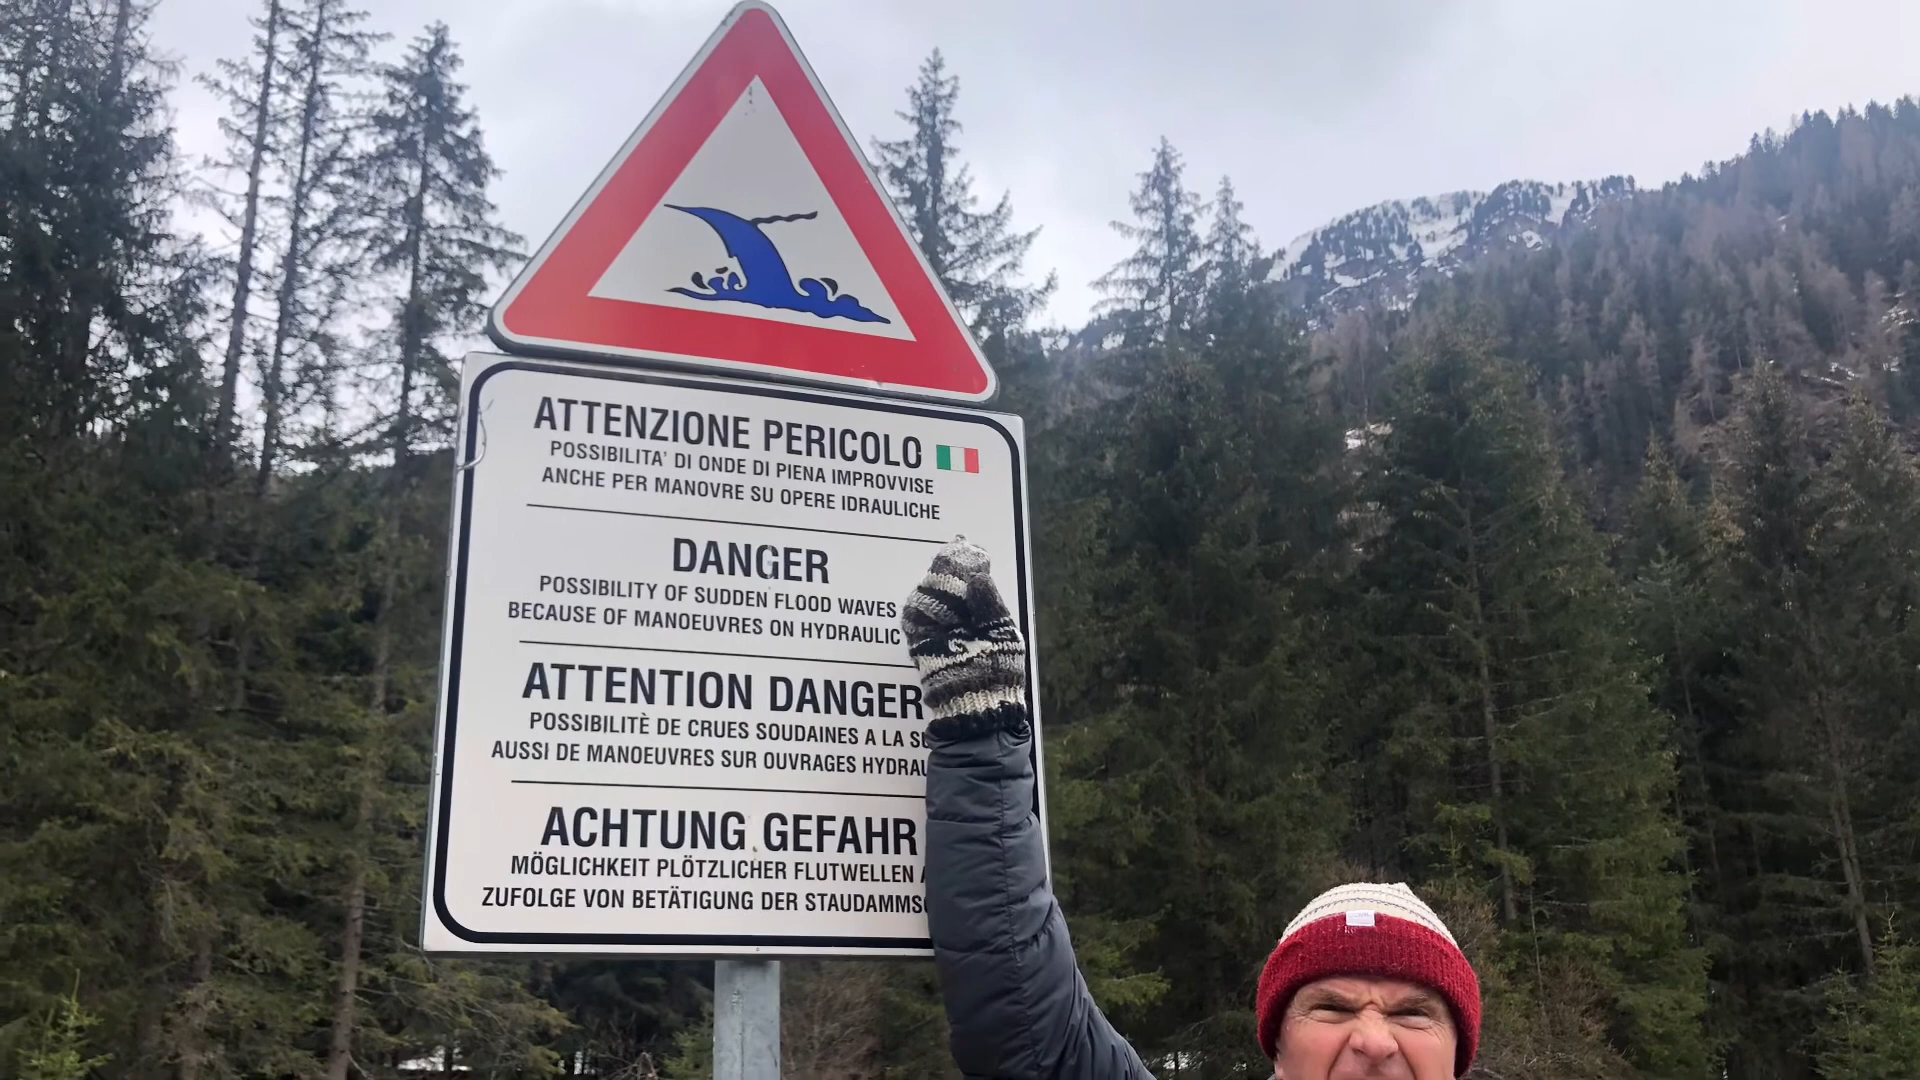 ATTENZIONE PERICOLO
POSSIBILITA' DI ONDE DI PIENA IMPROVVISE
ANCHE PER MANOVRE SU OPERE IDRAULICHE
DANGER
POSSIBILITY OF SUDDEN FLOOD WAVES
BECAUSE OF MANOEUVRES ON HYDRAULIC
ATTENTION DANGER
POSSIBILITÈ DE CRUES SOUDAINES A LA
AUSSI DE MANOEUVRES SUR OUVRAGES
ACHTUNG GEFAHR
MÖGLICHKEIT PLÖTZLICHER FLUTWELLEN
ZUFOLGE VON BETÄTIGUNG DER